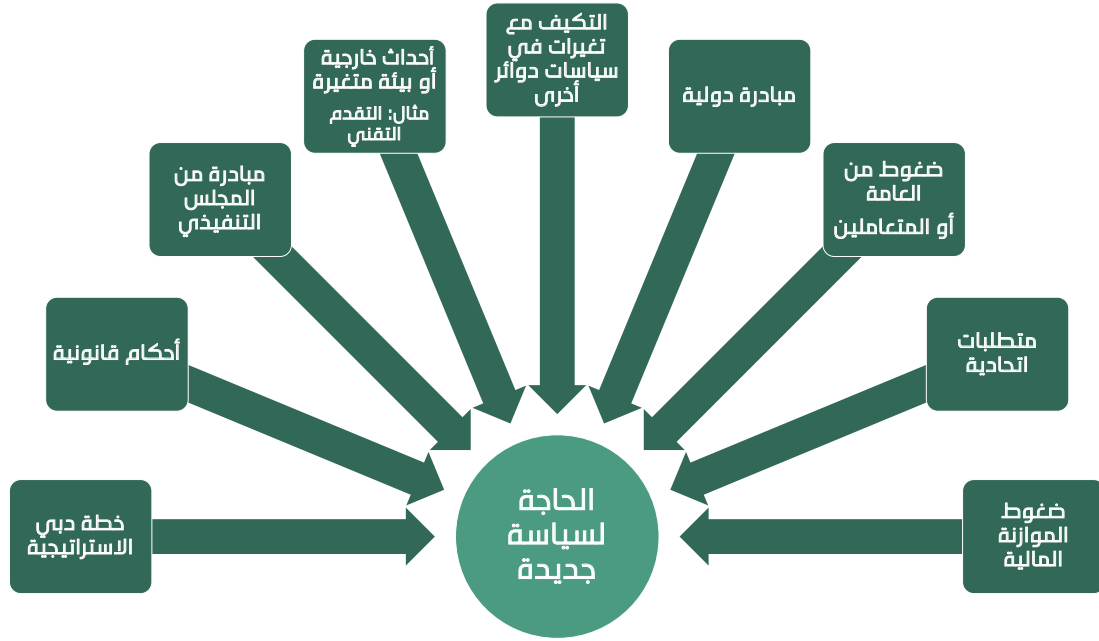 التكيف مع
تغيرات في
سياسات دوائر
أخرى
مبادرة دولية
أحداث خارجية
أو بيئة متغيرة
مثال: التقدم
التقني
ضغوط من
العامة
أو المتعاملين
مبادرة من
المجلس
التنفيذي
متطلبات
اتحادية
أحكام قانونية
ضغوط
الموازنة
المالية
خطة دبي
الاستراتيجية
الحاجة
لسياسة
جديدة